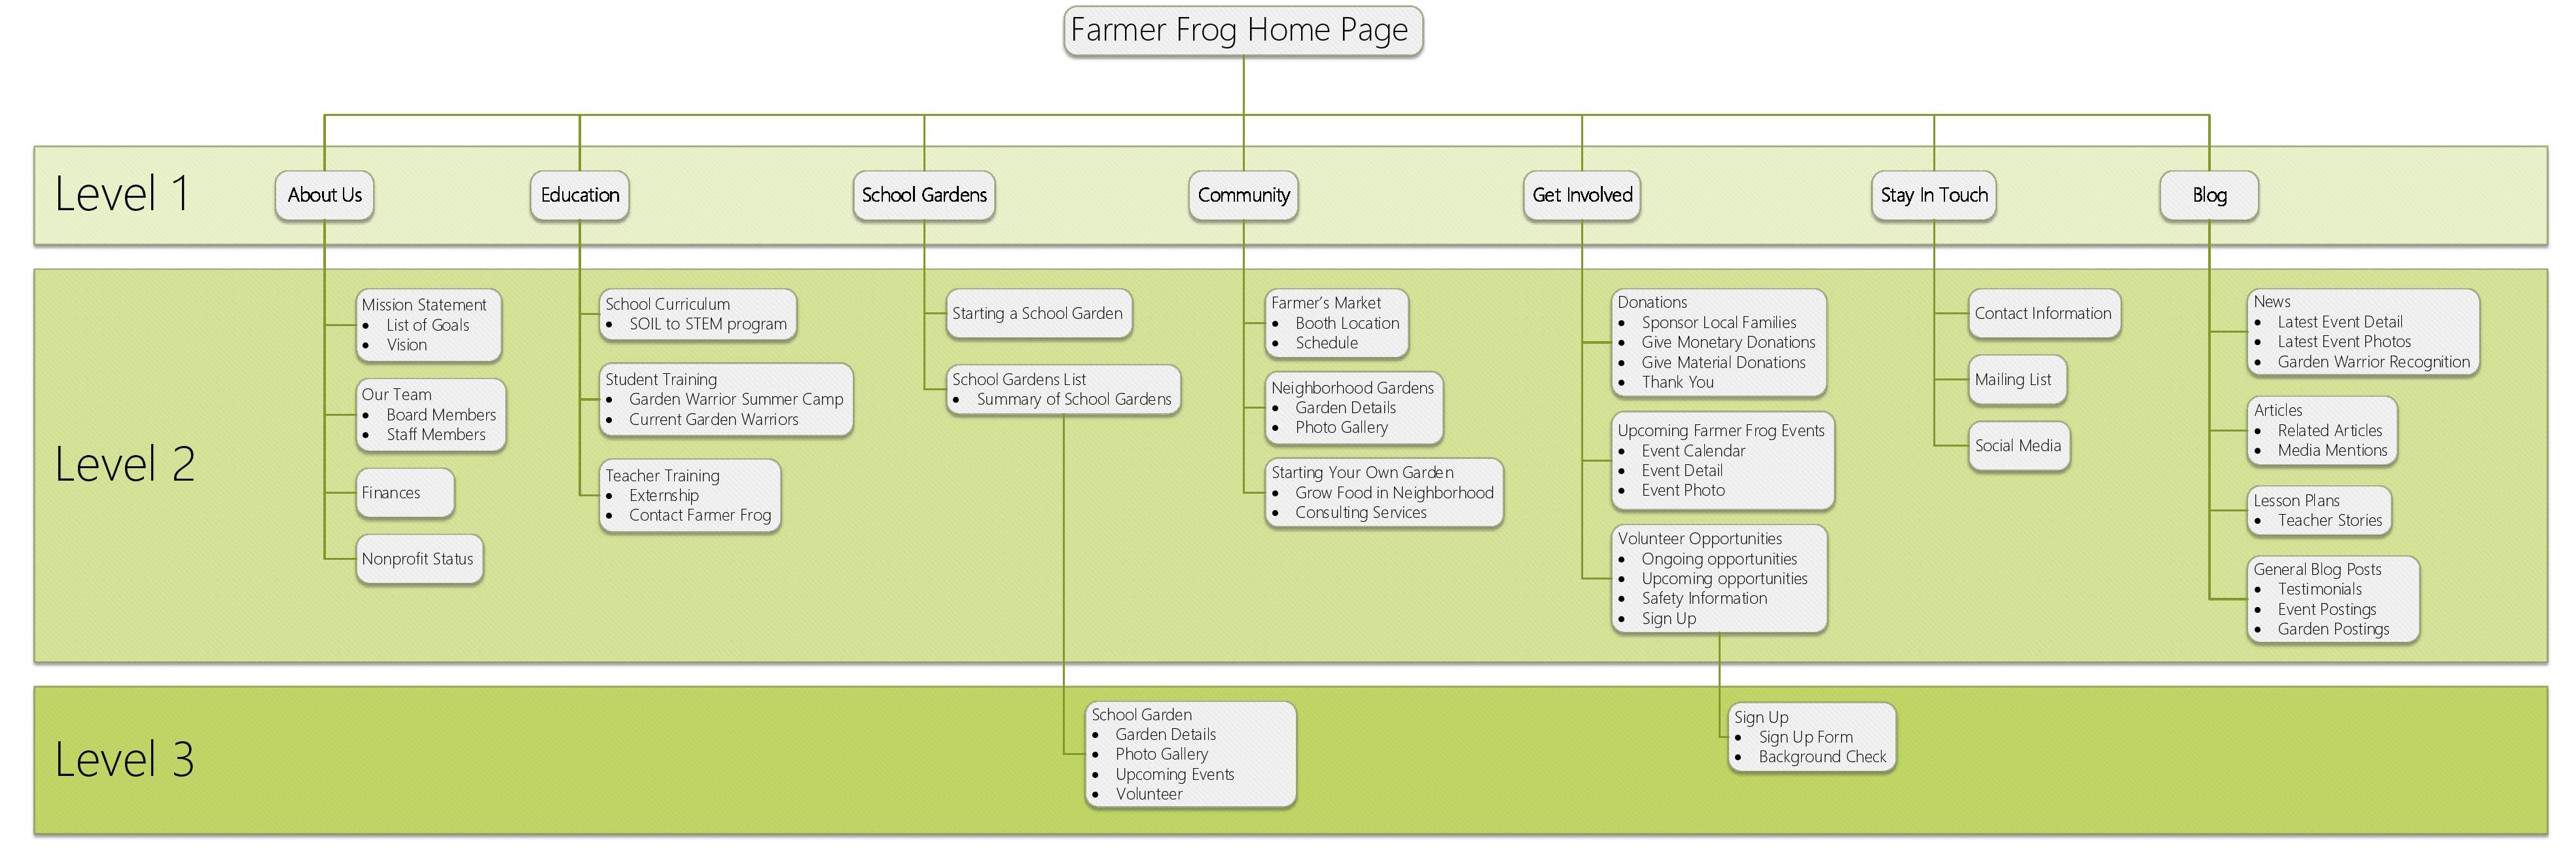 Farmer Frog Home Page
Level 1
About Us
Education
School Gardens
Community
Get Involved
Stay In Touch
Blog
Level 2
Mission Statement
• List of Goals
• Vision
Our Team
• Board Members
• Staff Members
Finances
Nonprofit Status
School Curriculum
• SOIL to STEM program
Student Training
• Garden Warrior Summer Camp
• Current Garden Warriors
Teacher Training
• Externship
• Contact Farmer Frog
Starting a School Garden
School Gardens List
• Summary of School Gardens
Farmer’s Market
• Booth Location
• Schedule
Neighborhood Gardens
• Garden Details
• Photo Gallery
Starting Your Own Garden
• Grow Food in Neighborhood
• Consulting Services
Donations
• Sponsor Local Families
• Give Monetary Donations
• Give Material Donations
• Thank You
Upcoming Farmer Frog Events
• Event Calendar
• Event Detail
• Event Photo
Volunteer Opportunities
• Ongoing opportunities
• Upcoming opportunities
• Safety Information
• Sign Up
Contact Information
Mailing List
Social Media
News
• Latest Event Detail
• Latest Event Photos
• Garden Warrior Recognition
Articles
• Related Articles
• Media Mentions
Lesson Plans
• Teacher Stories
General Blog Posts
• Testimonials
• Event Postings
• Garden Postings
Level 3
School Garden
• Garden Details
• Photo Gallery
• Upcoming Events
• Volunteer
Sign Up
• Sign Up Form
• Background Check